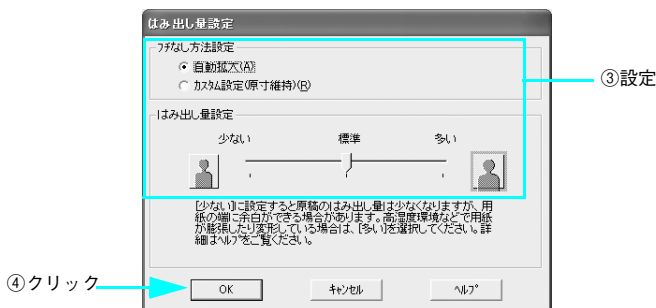 はみ出し量設定
フチなし方法設定
自動拡大(A)
カスタム設定(原寸維持)(R)
③設定
はみ出し量設定
少ない 標準 多い
[少ない]に設定すると原稿のはみ出し量は少なくなりますが、用
紙の端に余白ができる場合があります。高湿度環境などで用紙
が膨張したり変形している場合は、[多い]を選択してください。詳
細はヘルプをご覧ください。
④クリック
OK キャンセル ヘルプ